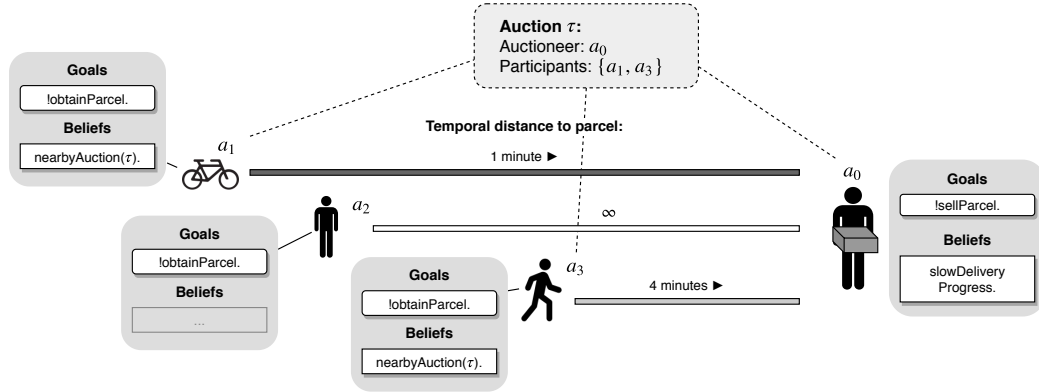 Auction τ:
Auctioneer: a₀
Participants: {a₁, a₃}
Goals
!obtainParcel.
Beliefs
nearbyAuction(τ).
a₁
Temporal distance to parcel:
1 minute ►
a₀
Goals
!sellParcel.
Beliefs
slowDelivery
Progress.
a₂
∞
Goals
!obtainParcel.
Beliefs
...
a₃
4 minutes ►
Goals
!obtainParcel.
Beliefs
nearbyAuction(τ).